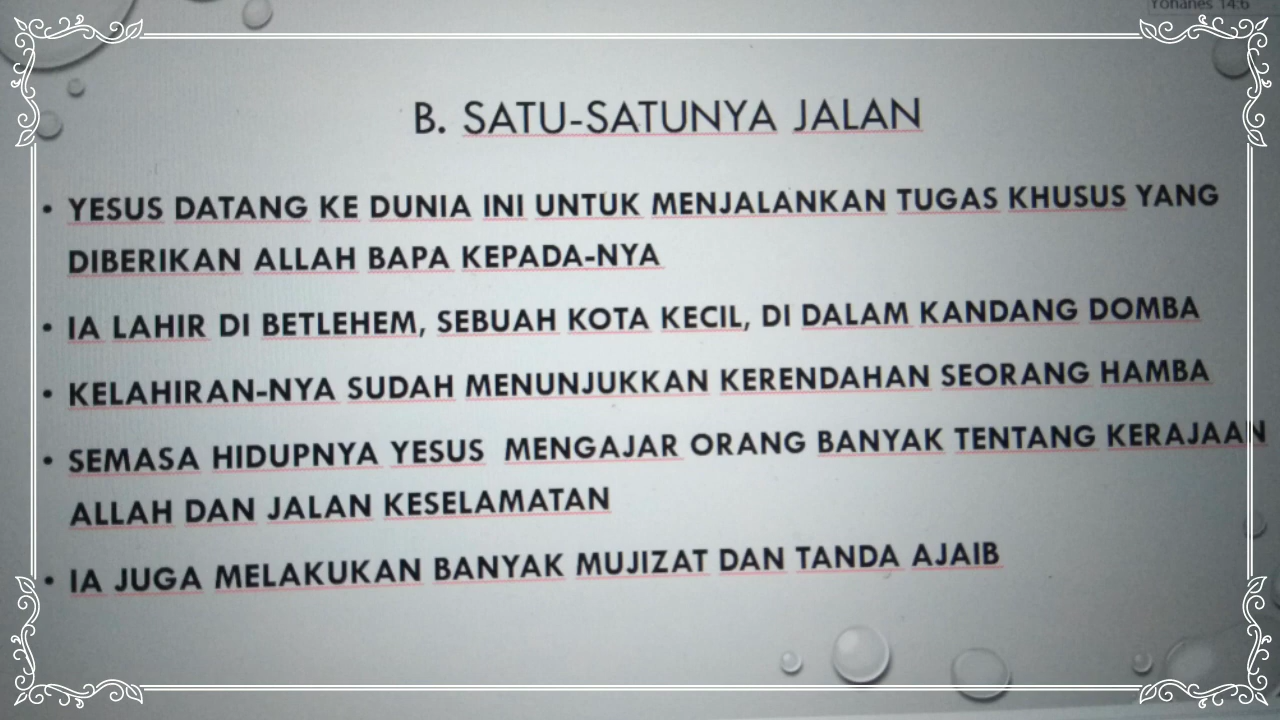 Yohanes 14:6
B. SATU-SATUNYA JALAN
• YESUS DATANG KE DUNIA INI UNTUK MENJALANKAN TUGAS KHUSUS YANG
DIBERIKAN ALLAH BAPA KEPADA-NYA
• IA LAHIR DI BETLEHEM, SEBUAH KOTA KECIL, DI DALAM KANDANG DOMBA
• KELAHIRAN-NYA SUDAH MENUNJUKKAN KERENDAHAN SEORANG HAMBA
• SEMASA HIDUPNYA YESUS MENGAJAR ORANG BANYAK TENTANG KERAJAAN
ALLAH DAN JALAN KESELAMATAN
• IA JUGA MELAKUKAN BANYAK MUJIZAT DAN TANDA AJAIB